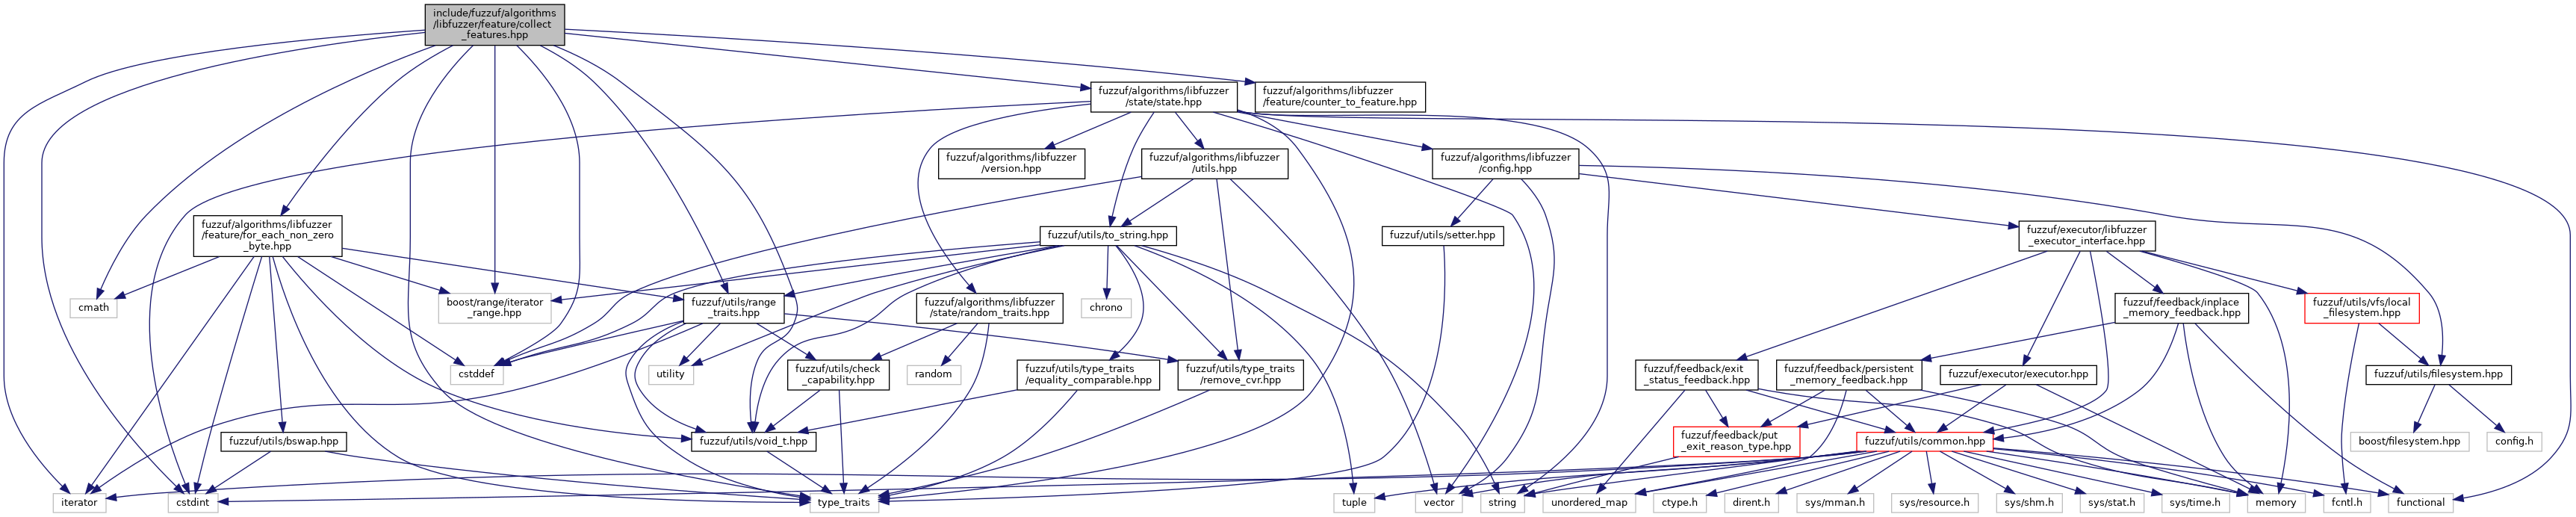 include/fuzzuf/algorithms
/libfuzzer/feature/collect
_features.hpp
fuzzuf/algorithms/libfuzzer
/state/state.hpp
fuzzuf/algorithms/libfuzzer
/feature/counter_to_feature.hpp
fuzzuf/algorithms/libfuzzer
/version.hpp
fuzzuf/algorithms/libfuzzer
/utils.hpp
fuzzuf/algorithms/libfuzzer
/config.hpp
fuzzuf/algorithms/libfuzzer
/feature/for_each_non_zero
_byte.hpp
fuzzuf/utils/to_string.hpp
fuzzuf/utils/setter.hpp
fuzzuf/executor/libfuzzer
_executor_interface.hpp
cmath
boost/range/iterator
_range.hpp
fuzzuf/utils/range
_traits.hpp
fuzzuf/algorithms/libfuzzer
/state/random_traits.hpp
chrono
fuzzuf/feedback/inplace
_memory_feedback.hpp
fuzzuf/utils/vfs/local
_filesystem.hpp
cstddef
utility
fuzzuf/utils/check
_capability.hpp
random
fuzzuf/utils/type_traits
/equality_comparable.hpp
fuzzuf/utils/type_traits
/remove_cvr.hpp
fuzzuf/feedback/exit
_status_feedback.hpp
fuzzuf/feedback/persistent
_memory_feedback.hpp
fuzzuf/executor/executor.hpp
fuzzuf/utils/filesystem.hpp
fuzzuf/utils/bswap.hpp
fuzzuf/utils/void_t.hpp
fuzzuf/feedback/put
_exit_reason_type.hpp
fuzzuf/utils/common.hpp
boost/filesystem.hpp
config.h
iterator
cstdint
type_traits
tuple
vector
string
unordered_map
ctype.h
dirent.h
sys/mman.h
sys/resource.h
sys/shm.h
sys/stat.h
sys/time.h
memory
fcntl.h
functional